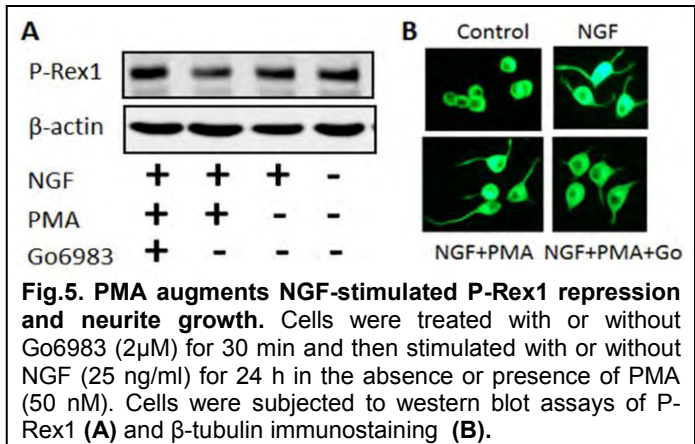 A
B
Control NGF
P-Rex1
β-actin
NGF + + + -
PMA + + - -
Go6983 + - - -
NGF+PMA NGF+PMA+Go
Fig.5. PMA augments NGF-stimulated P-Rex1 repression
and neurite growth. Cells were treated with or without
Go6983 (2μM) for 30 min and then stimulated with or without
NGF (25 ng/ml) for 24 h in the absence or presence of PMA
(50 nM). Cells were subjected to western blot assays of P-
Rex1 (A) and β-tubulin immunostaining (B).